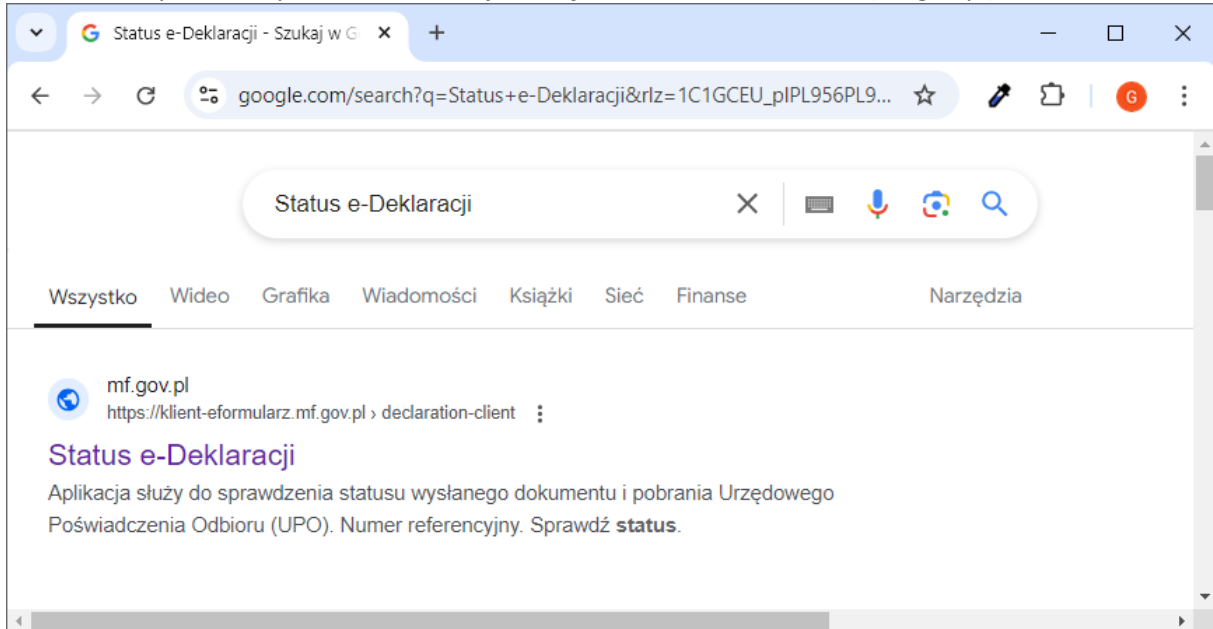 Status e-Deklaracji - Szukaj w G
google.com/search?q=Status+e-Deklaracji&rlz=1C1GCEU_plPL956PL9...
G
Status e-Deklaracji
Wszystko Wideo Grafika Wiadomości Książki Sieć Finanse Narzędzia
mf.gov.pl
https://klient-eformularz.mf.gov.pl › declaration-client
Status e-Deklaracji
Aplikacja służy do sprawdzenia statusu wysłanego dokumentu i pobrania Urzędowego
Poświadczenia Odbioru (UPO). Numer referencyjny. Sprawdź status.